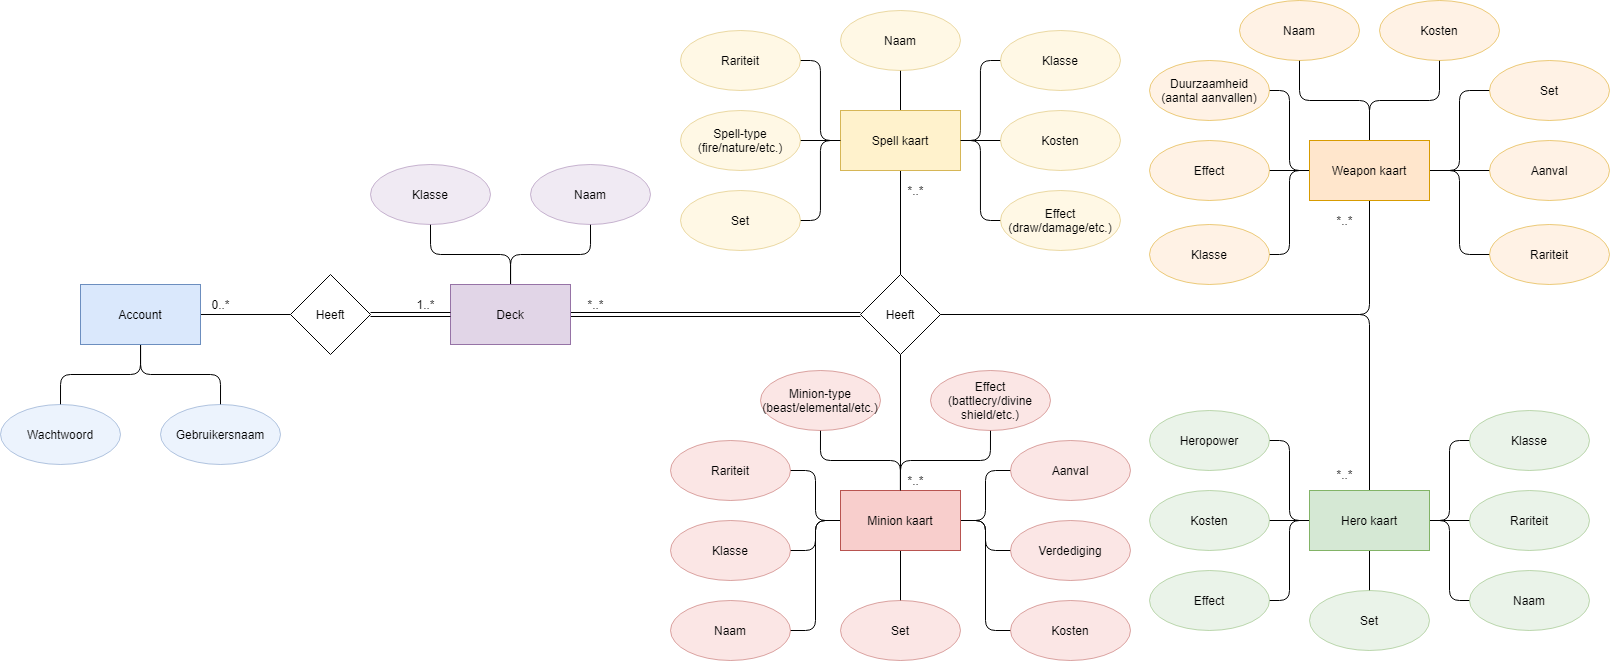 Naam
Rariteit
Klasse
Spell-type
(fire/nature/etc.)
Spell kaart
Kosten
Set
Effect
(draw/damage/etc.)
*..*
Naam
Kosten
Duurzaamheid
(aantal aanvallen)
Set
Effect
Weapon kaart
Aanval
*..*
Klasse
Rariteit
Klasse
Naam
Account
0..*
Heeft
1..*
Deck
*..*
Heeft
Wachtwoord
Gebruikersnaam
Minion-type
(beast/elemental/etc.)
Effect
(battlecry/divine
shield/etc.)
Rariteit
Aanval
*..*
Klasse
Minion kaart
Verdediging
Naam
Set
Kosten
Heropower
Klasse
*..*
Kosten
Hero kaart
Rariteit
Effect
Set
Naam